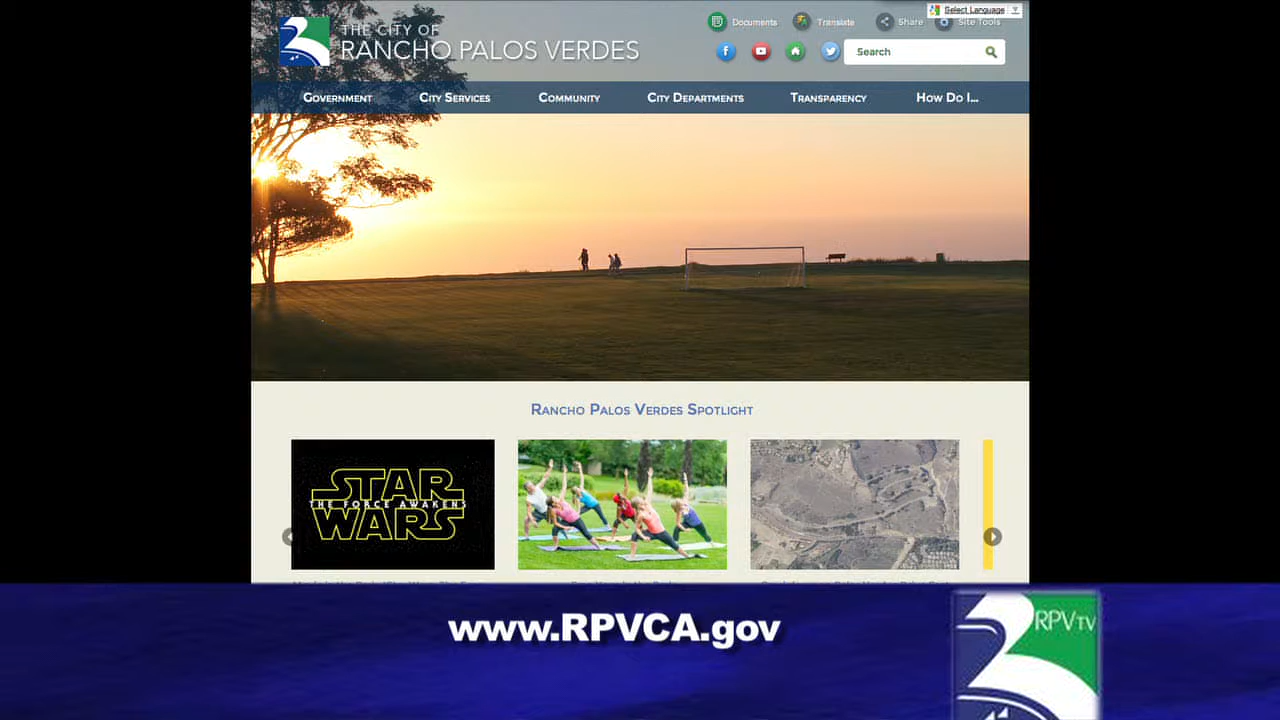 Select Language
Documents
Translate
Share
Site Tools
THE CITY OF
RANCHO PALOS VERDES
Search
GOVERNMENT
CITY SERVICES
COMMUNITY
CITY DEPARTMENTS
TRANSPARENCY
HOW DO I...
RANCHO PALOS VERDES SPOTLIGHT
STAR
THE FORCE AWAKENS
WARS
www.RPVCA.gov
RPVTV